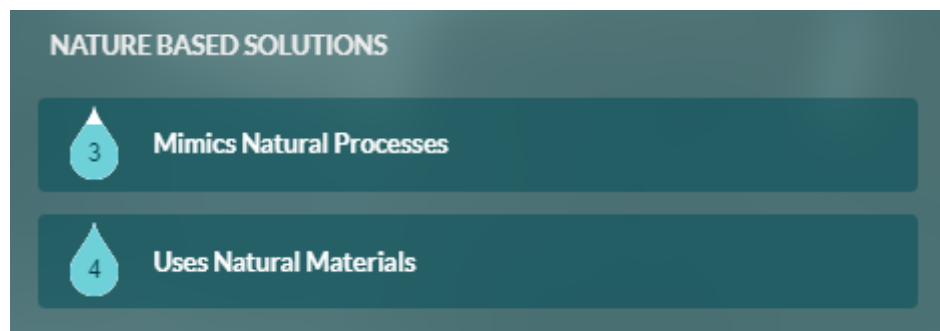 NATURE BASED SOLUTIONS
3 Mimics Natural Processes
4 Uses Natural Materials